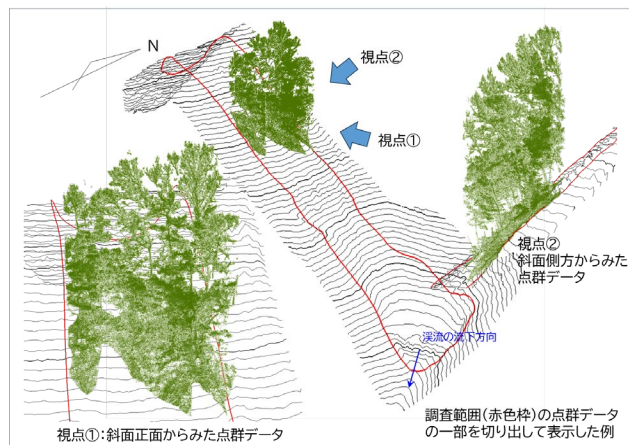 N
視点②
視点①
視点②
斜面側方からみた
点群データ
渓流の流下方向
視点①:斜面正面からみた点群データ
調査範囲(赤色枠)の点群データ
の一部を切り出して表示した例